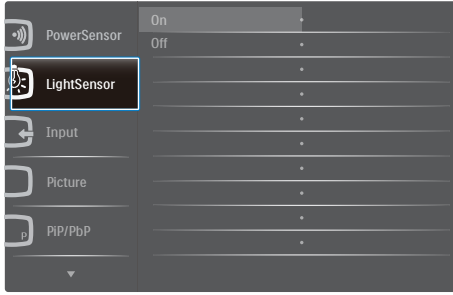 PowerSensor
LightSensor
Input
Picture
p
PiP/PbP
On
Off